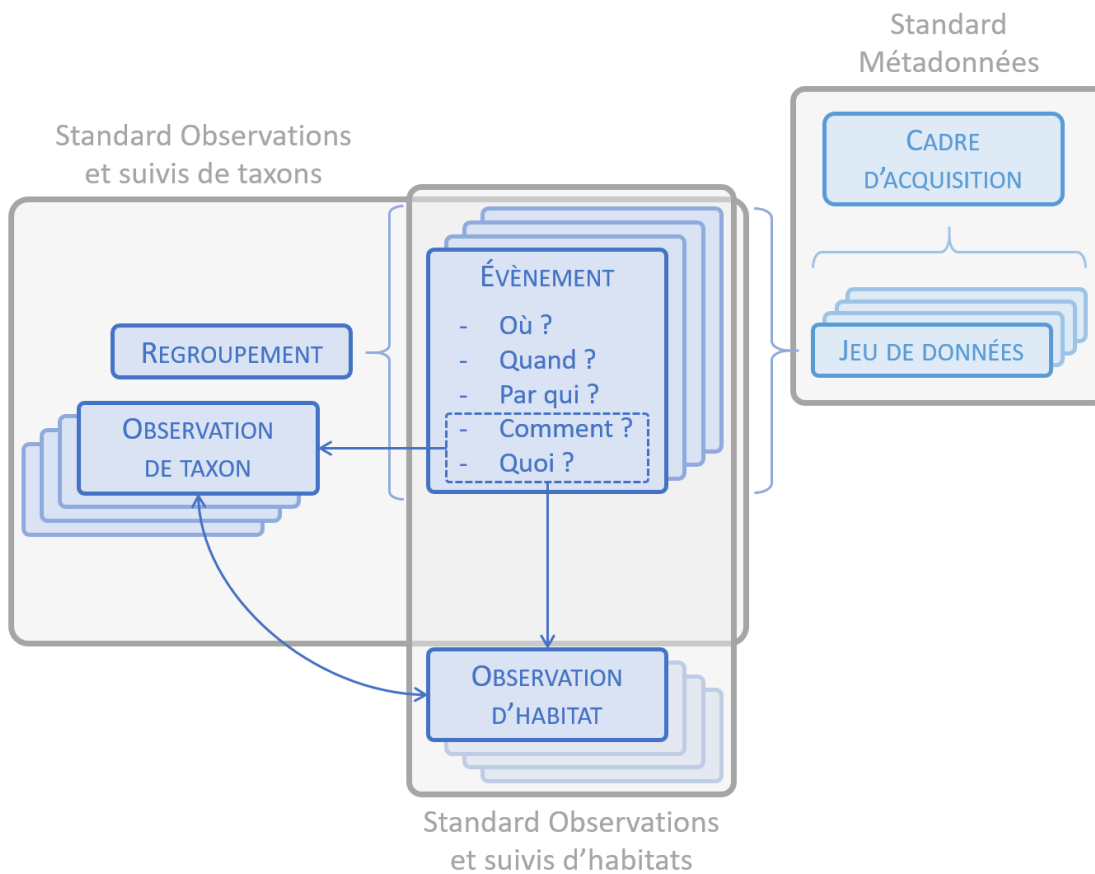 Standard
Métadonnées
CADRE
D'ACQUISITION
JEU DE DONNÉES
Standard Observations
et suivis de taxons
ÉVÈNEMENT
- Où ?
- Quand ?
- Par qui ?
- Comment ?
- Quoi ?
REGROUPEMENT
OBSERVATION
DE TAXON
OBSERVATION
D'HABITAT
Standard Observations
et suivis d'habitats